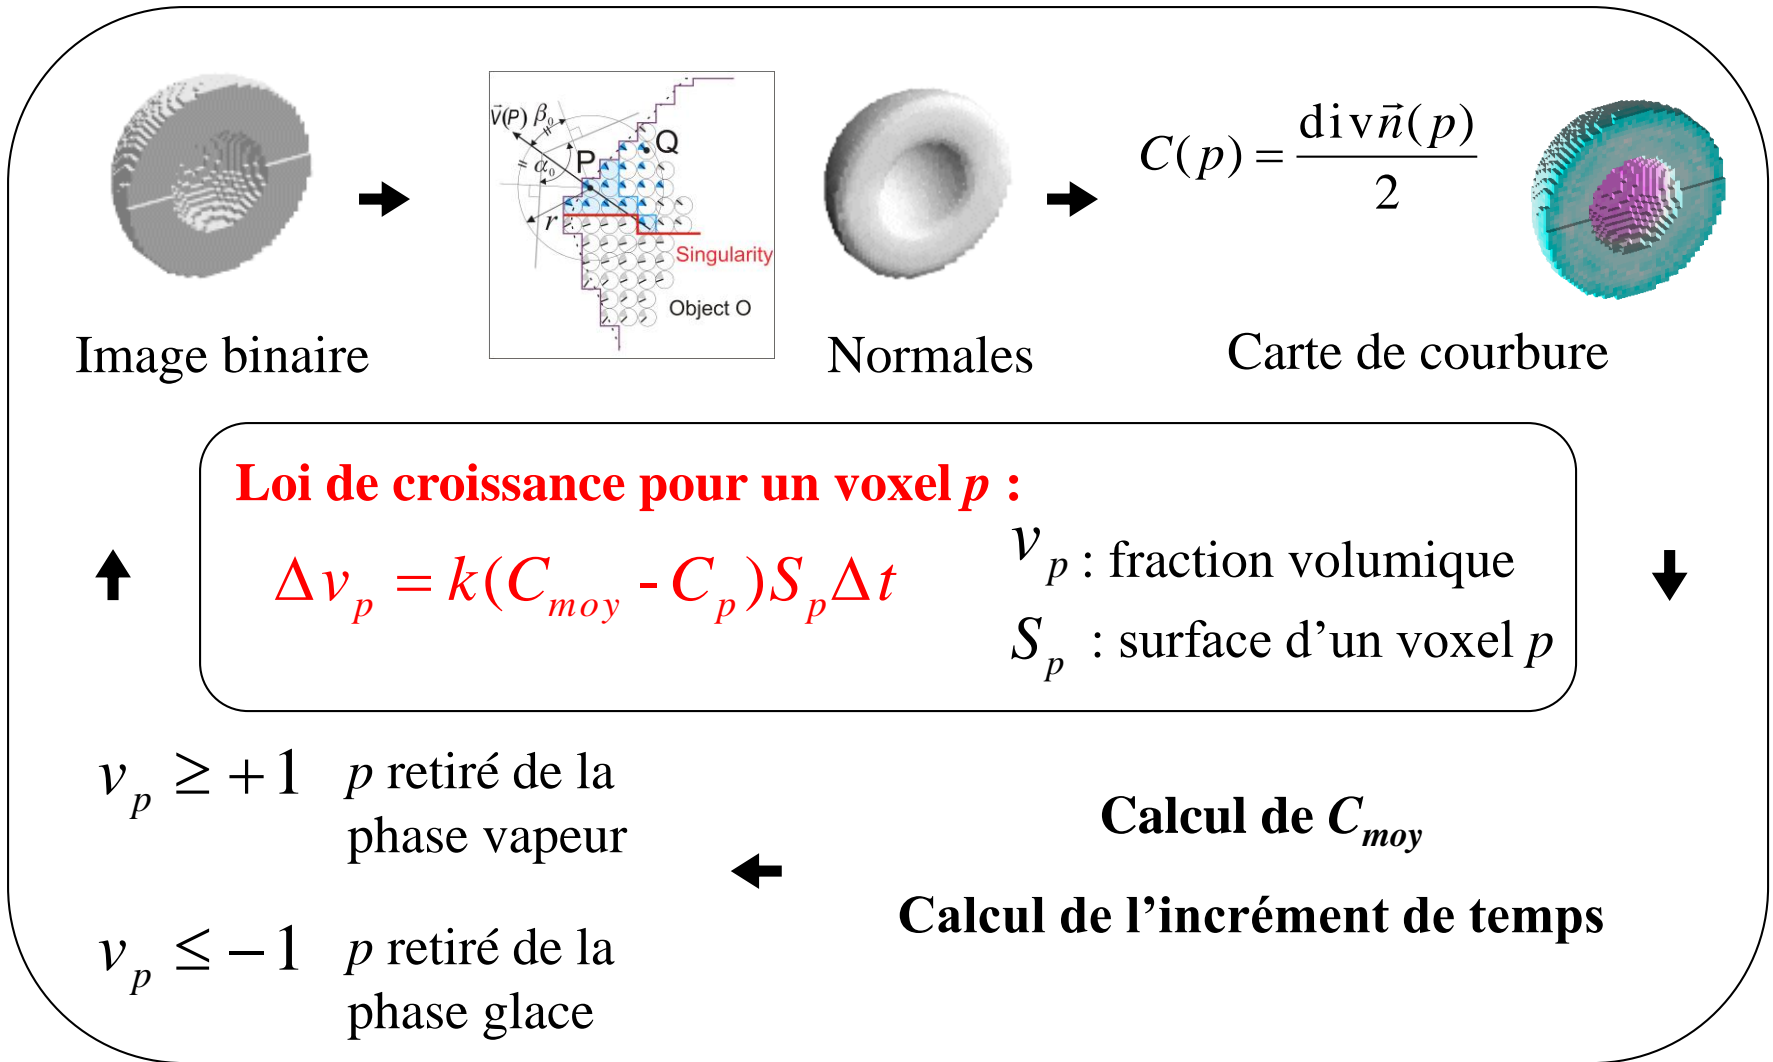 V⃗(P) β₀
Q
P
α₀
r
Singularity
Object O
C(p) = div n⃗(p) / 2
Image binaire
Normales
Carte de courbure
Loi de croissance pour un voxel p :
Δv_p = k(C_moy - C_p)S_pΔt
v_p : fraction volumique
S_p : surface d’un voxel p
v_p ≥ +1 p retiré de la
phase vapeur
Calcul de C_moy
Calcul de l’incrément de temps
v_p ≤ −1 p retiré de la
phase glace